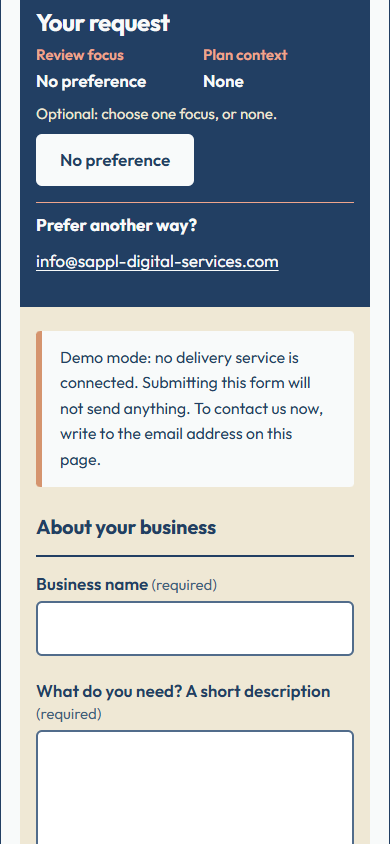 Your request
Review focus
Plan context
No preference
None
Optional: choose one focus, or none.
No preference
Prefer another way?
info@sappl-digital-services.com
Demo mode: no delivery service is
connected. Submitting this form will
not send anything. To contact us now,
write to the email address on this
page.
About your business
Business name (required)
What do you need? A short description
(required)